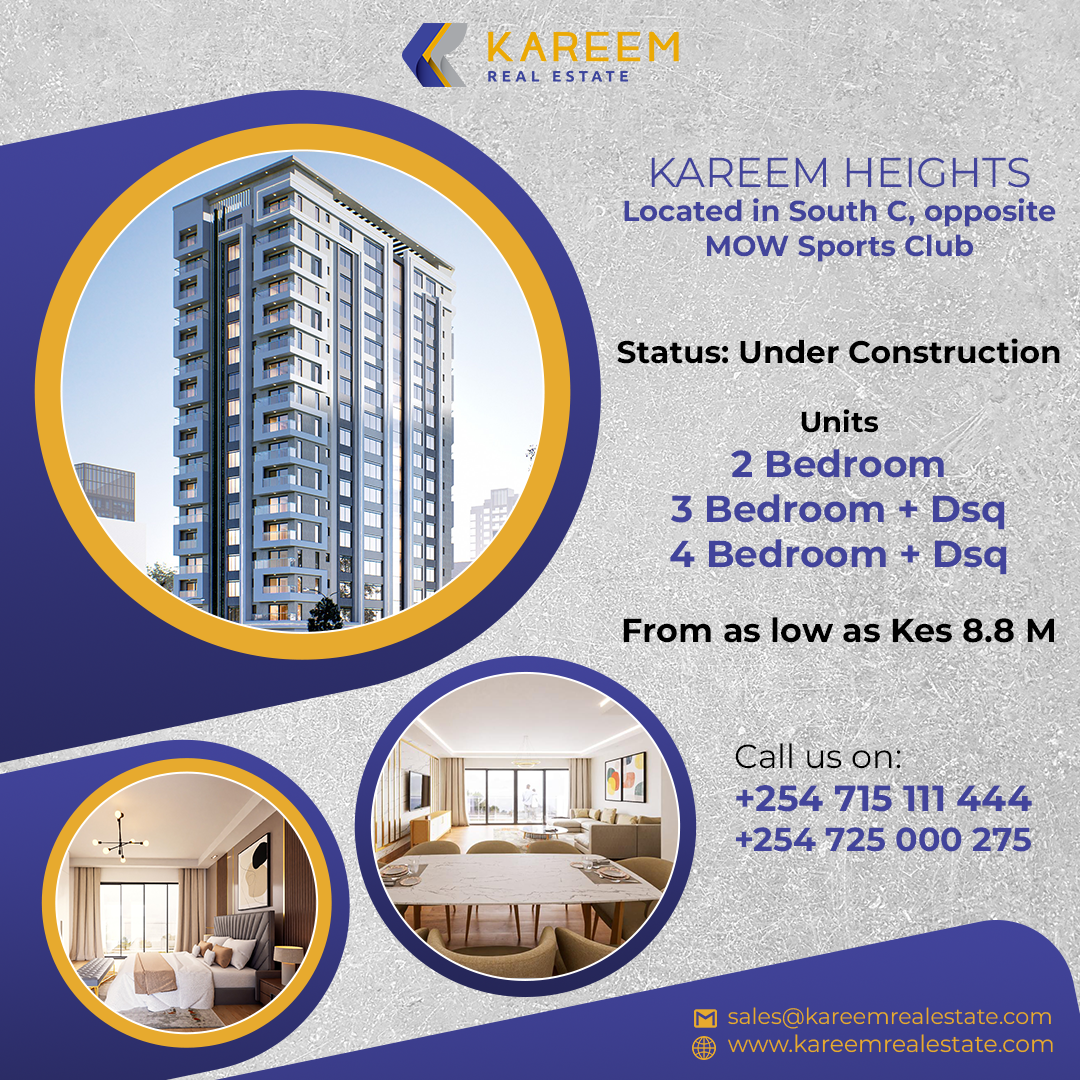 KAREEM
REAL ESTATE
KAREEM HEIGHTS
Located in South C, opposite
MOW Sports Club
Status: Under Construction
Units
2 Bedroom
3 Bedroom + Dsq
4 Bedroom + Dsq
From as low as Kes 8.8 M
Call us on:
+254 715 111 444
+254 725 000 275
sales@kareemrealestate.com
www.kareemrealestate.com